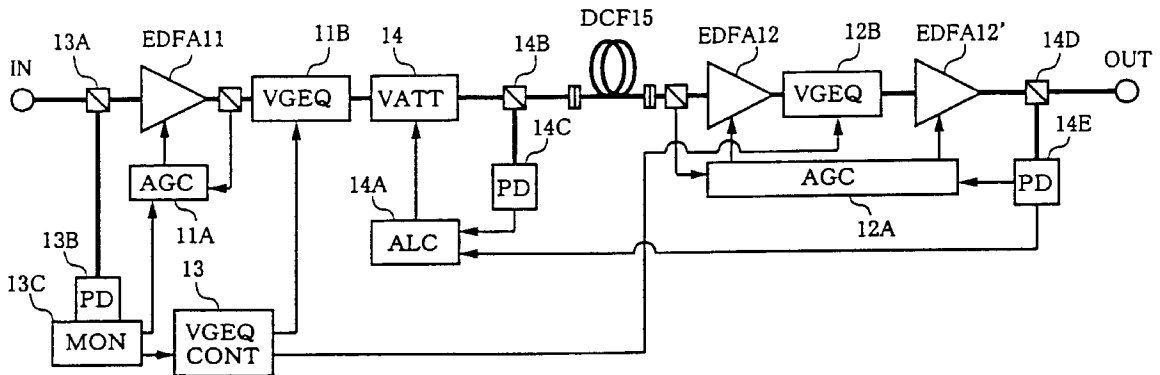 IN
13A
EDFA11
11B
VGEQ
14
VATT
14B
DCF15
EDFA12
12B
VGEQ
EDFA12'
14D
OUT
14C
PD
14E
PD
AGC
11A
14A
ALC
AGC
12A
13B
PD
13C
MON
13
VGEQ
CONT